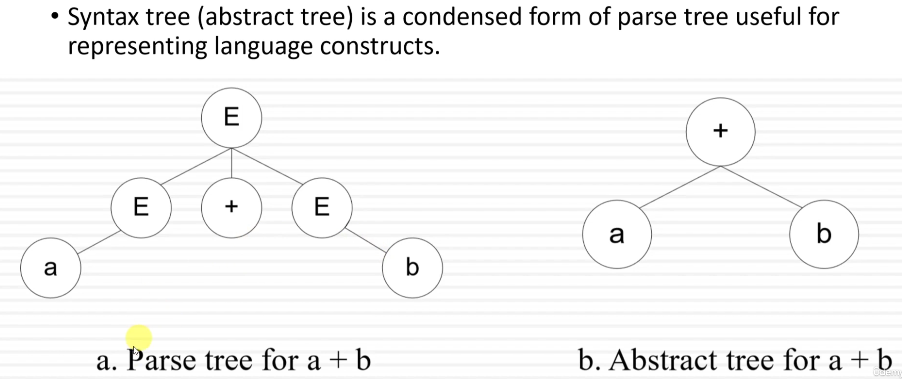 • Syntax tree (abstract tree) is a condensed form of parse tree useful for
representing language constructs.
E
+
E + E
a b
a b
a. Parse tree for a + b
b. Abstract tree for a + b
Udemy